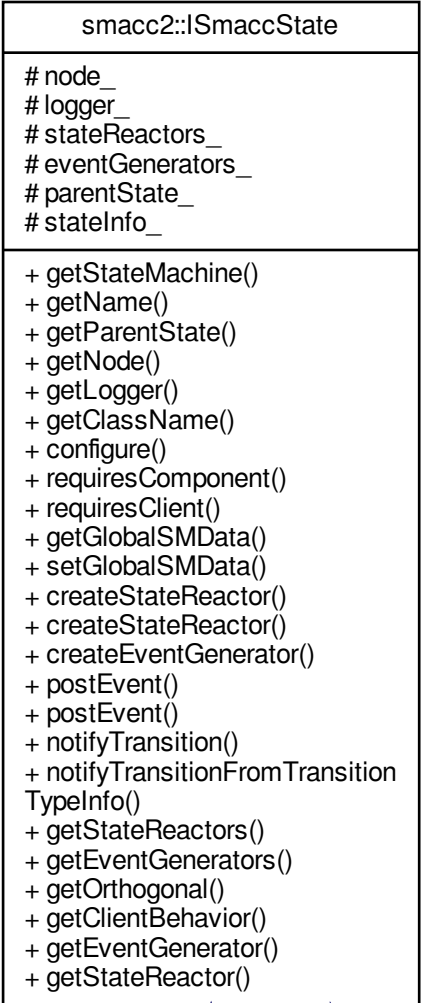 smacc2::ISmaccState
# node_
# logger_
# stateReactors_
# eventGenerators_
# parentState_
# stateInfo_
+ getStateMachine()
+ getName()
+ getParentState()
+ getNode()
+ getLogger()
+ getClassName()
+ configure()
+ requiresComponent()
+ requiresClient()
+ getGlobalSMData()
+ setGlobalSMData()
+ createStateReactor()
+ createStateReactor()
+ createEventGenerator()
+ postEvent()
+ postEvent()
+ notifyTransition()
+ notifyTransitionFromTransition
TypeInfo()
+ getStateReactors()
+ getEventGenerators()
+ getOrthogonal()
+ getClientBehavior()
+ getEventGenerator()
+ getStateReactor()